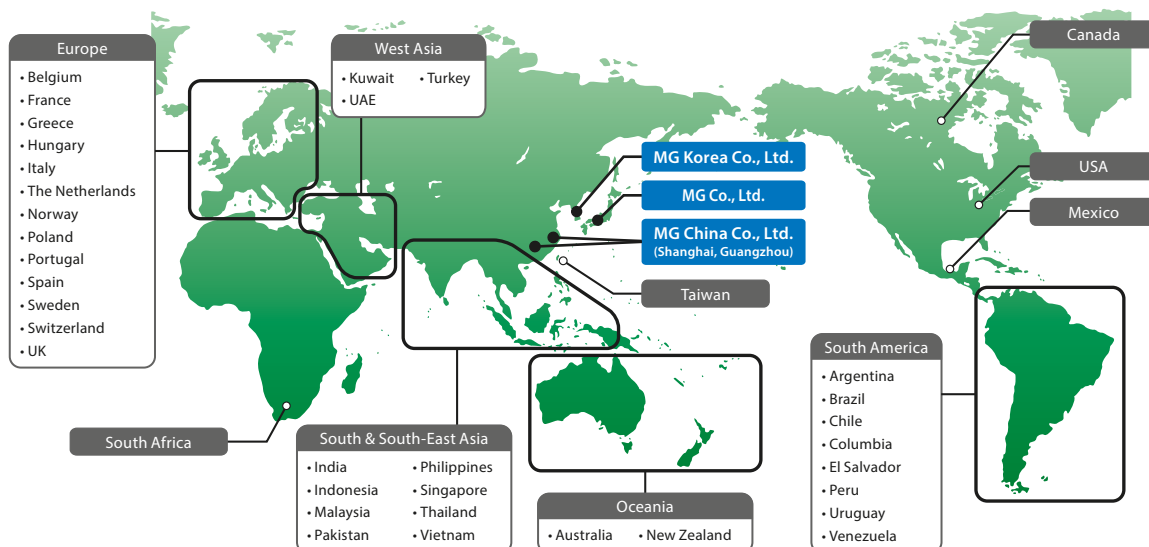 Europe
• Belgium
• France
• Greece
• Hungary
• Italy
• The Netherlands
• Norway
• Poland
• Portugal
• Spain
• Sweden
• Switzerland
• UK
West Asia
• Kuwait • Turkey
• UAE
Canada
MG Korea Co., Ltd.
MG Co., Ltd.
MG China Co., Ltd.
(Shanghai, Guangzhou)
USA
Mexico
Taiwan
South Africa
South & South-East Asia
• India • Philippines
• Indonesia • Singapore
• Malaysia • Thailand
• Pakistan • Vietnam
Oceania
• Australia • New Zealand
South America
• Argentina
• Brazil
• Chile
• Columbia
• El Salvador
• Peru
• Uruguay
• Venezuela